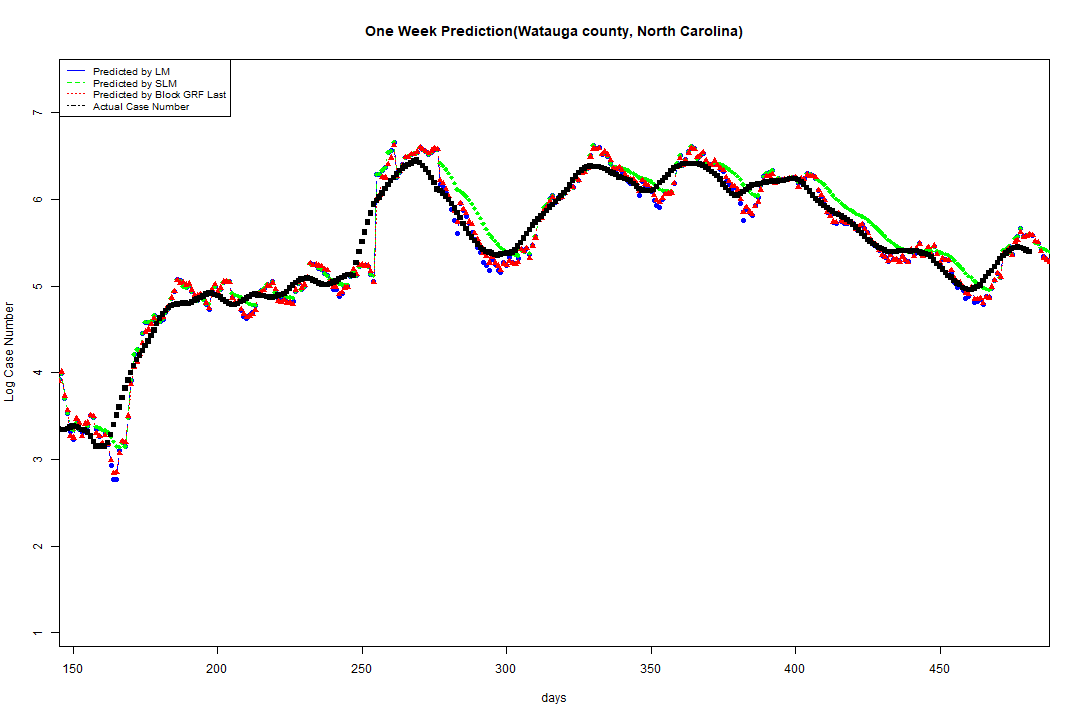 One Week Prediction(Watauga county, North Carolina)
Predicted by LM
Predicted by SLM
Predicted by Block GRF Last
Actual Case Number
7
6
5
4
3
2
1
Log Case Number
150 200 250 300 350 400 450
days